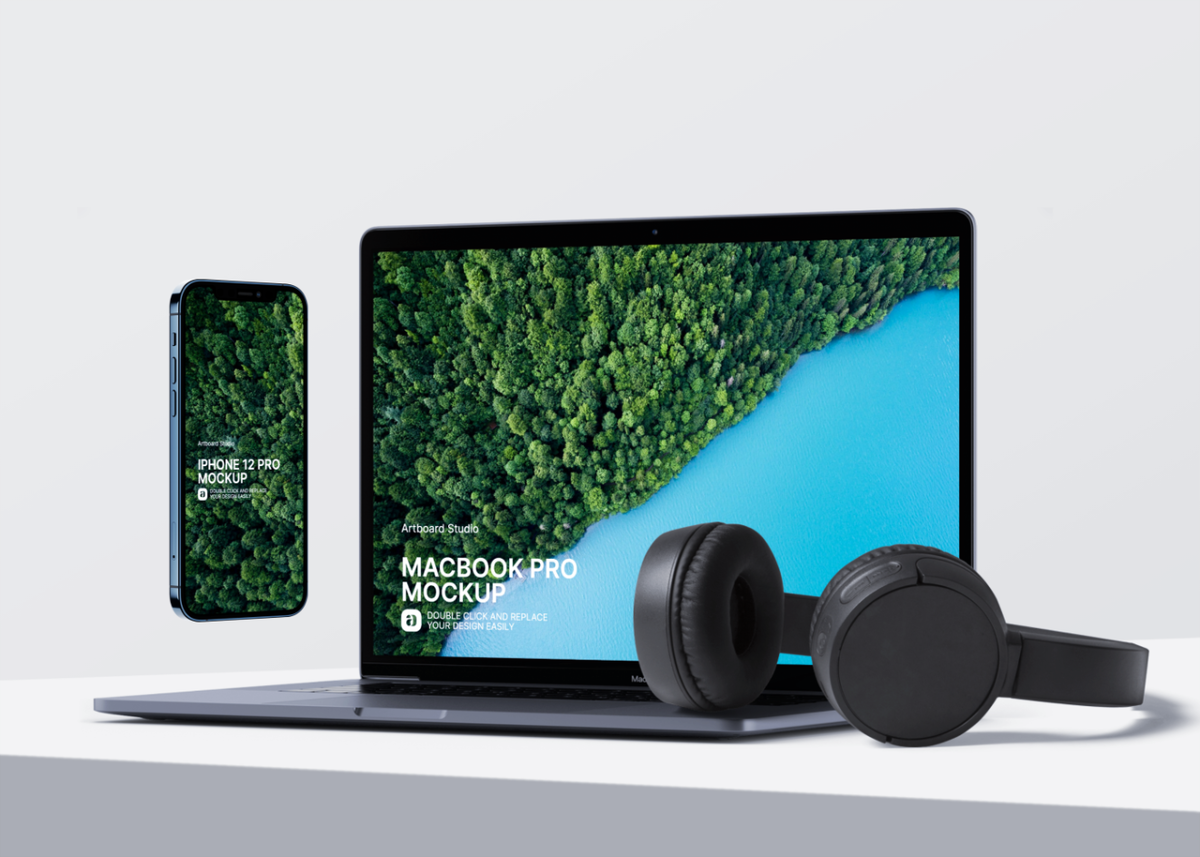 Artboard Studio
IPHONE 12 PRO
MOCKUP
DOUBLE CLICK AND REPLACE
YOUR DESIGN EASILY
Artboard Studio
MACBOOK PRO
MOCKUP
DOUBLE CLICK AND REPLACE
YOUR DESIGN EASILY
Mac